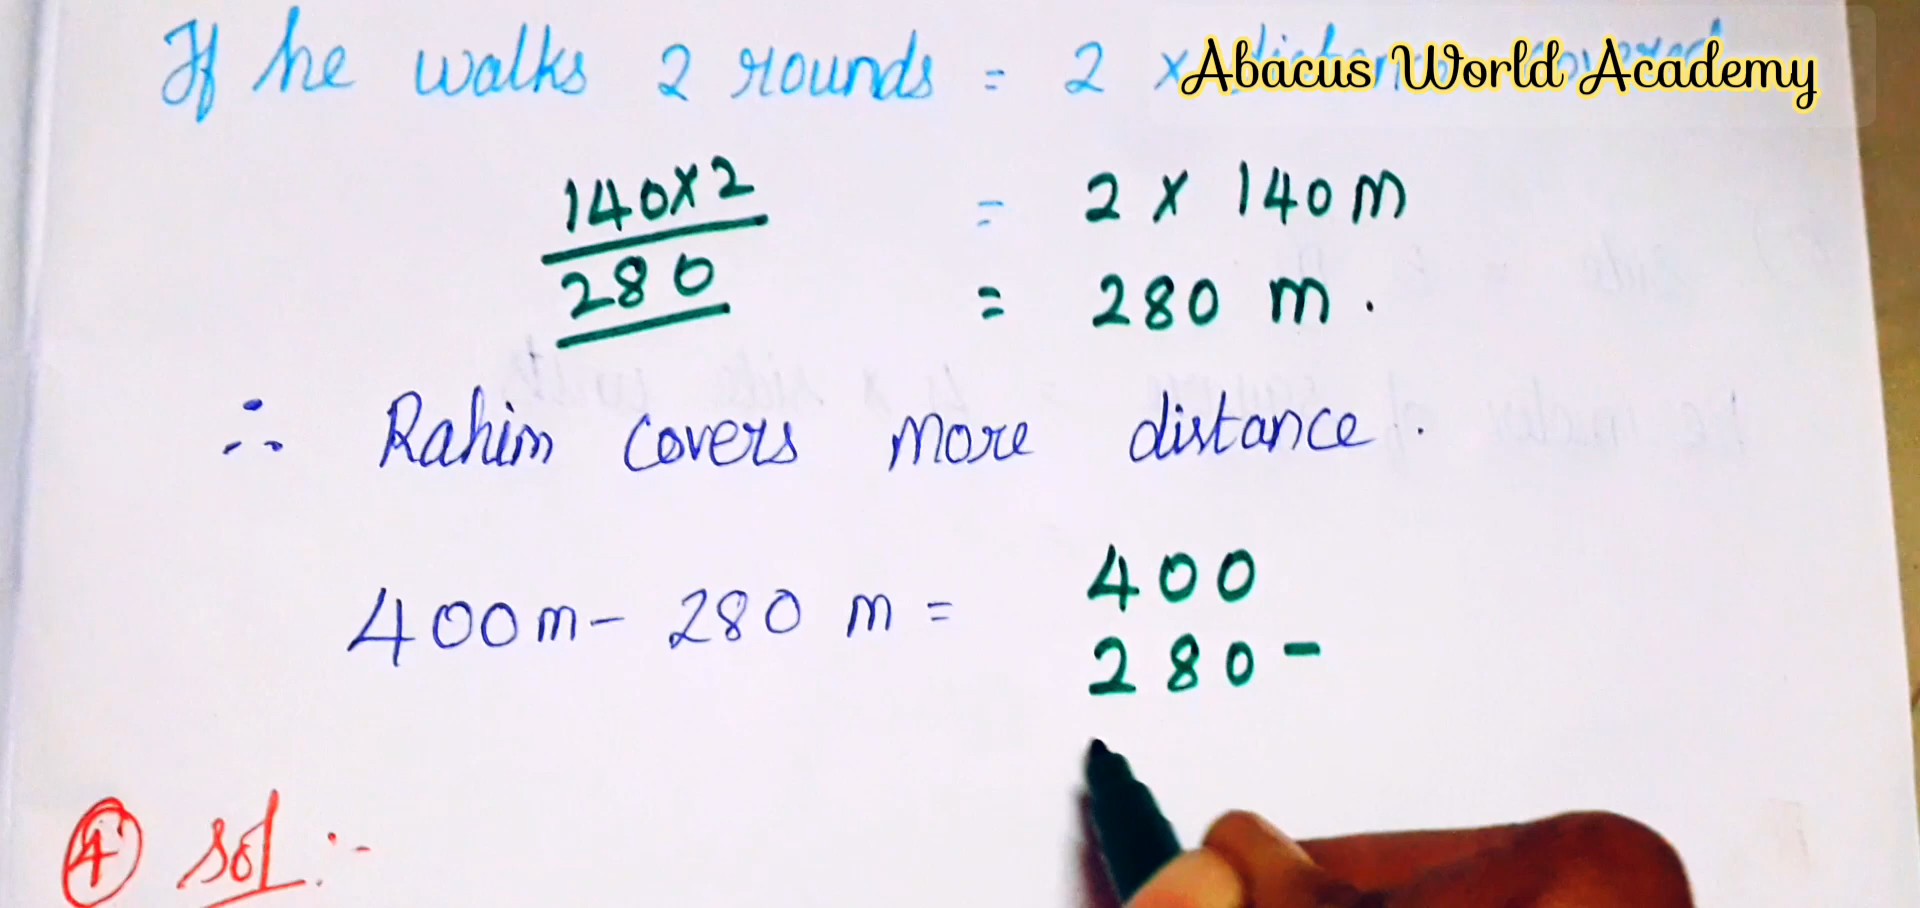 If he walks 2 rounds = 2 x
Abacus World Academy
140x2 = 2 x 140 m
280 = 280 m .
∴ Rahim covers more distance .
400m - 280 m = 400
280 -
4 Sol :-